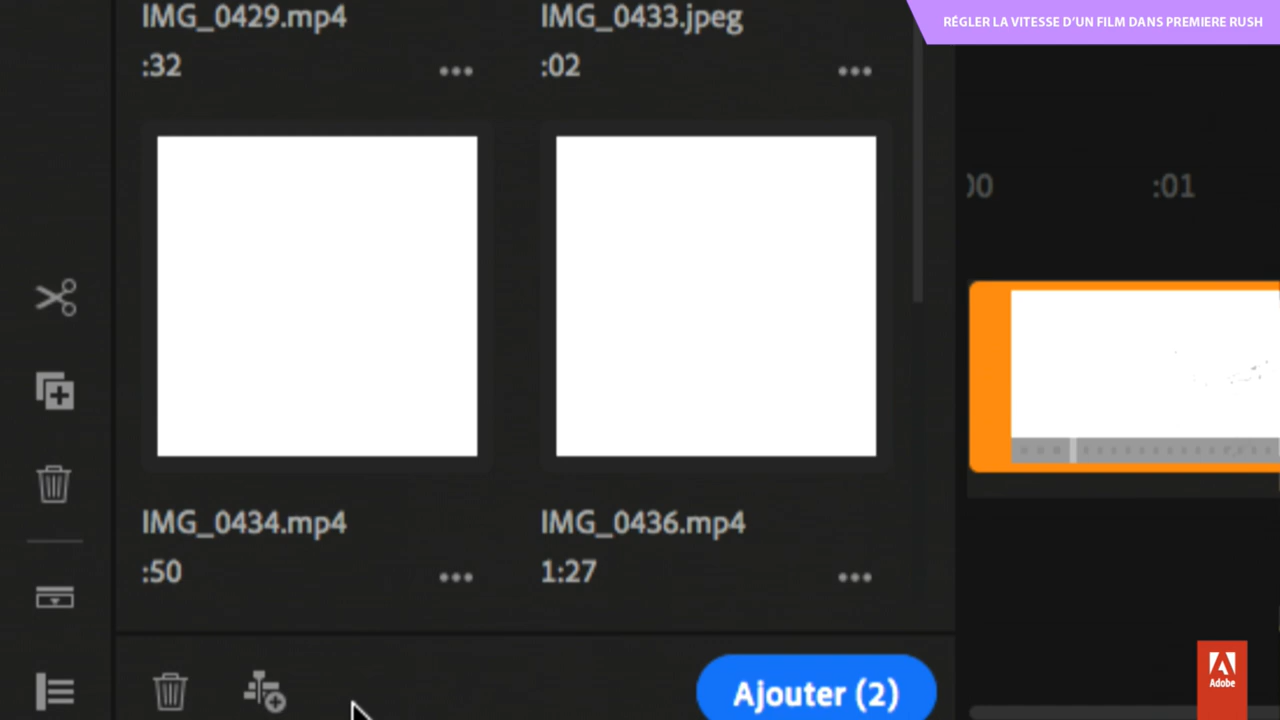 RÉGLER LA VITESSE D'UN FILM DANS PREMIERE RUSH
IMG_0429.mp4
IMG_0433.jpeg
:32
:02
:01
IMG_0434.mp4
IMG_0436.mp4
:50
1:27
Ajouter (2)
Adobe